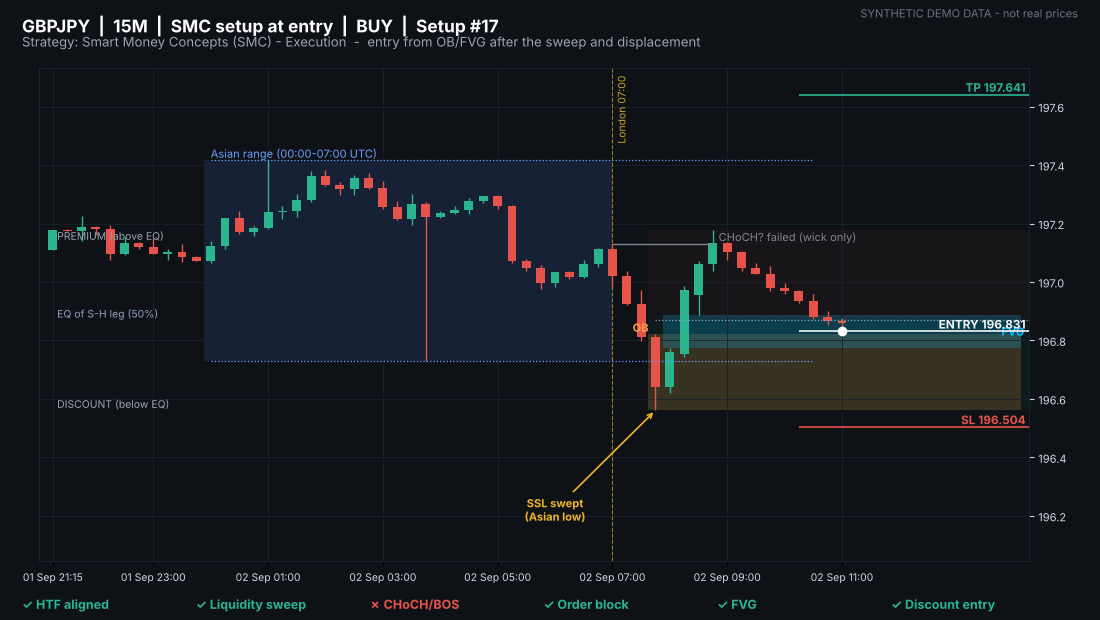 GBPJPY | 15M | SMC setup at entry | BUY | Setup #17
SYNTHETIC DEMO DATA - not real prices
Strategy: Smart Money Concepts (SMC) - Execution - entry from OB/FVG after the sweep and displacement
London 07:00
TP 197.641
197.6
Asian range (00:00-07:00 UTC)
197.4
197.2
PREMIUM (above EQ)
CHoCH? failed (wick only)
197.0
EQ of S-H leg (50%)
OB
ENTRY 196.831
FVG
196.8
DISCOUNT (below EQ)
196.6
SL 196.504
196.4
SSL swept
(Asian low)
196.2
01 Sep 21:15
01 Sep 23:00
02 Sep 01:00
02 Sep 03:00
02 Sep 05:00
02 Sep 07:00
02 Sep 09:00
02 Sep 11:00
✓ HTF aligned
✓ Liquidity sweep
× CHoCH/BOS
✓ Order block
✓ FVG
✓ Discount entry